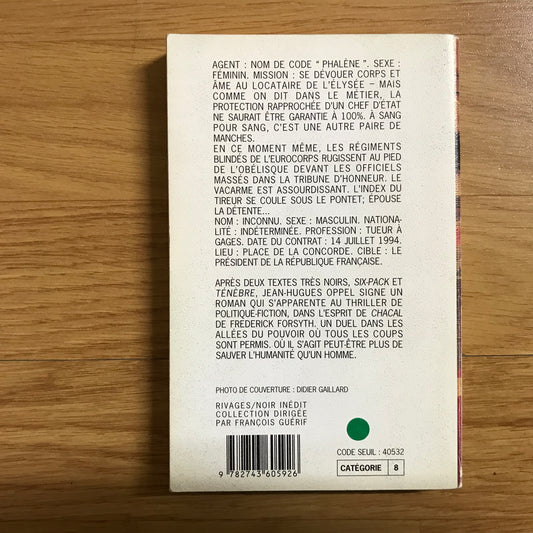 AGENT : NOM DE CODE “ PHALÈNE ”. SEXE :
FÉMININ. MISSION : SE DÉVOUER CORPS ET
ÂME AU LOCATAIRE DE L'ÉLYSÉE – MAIS
COMME ON DIT DANS LE MÉTIER, LA
PROTECTION RAPPROCHÉE D'UN CHEF D'ÉTAT
NE SAURAIT ÊTRE GARANTIE À 100%. À SANG
POUR SANG, C'EST UNE AUTRE PAIRE DE
MANCHES.
EN CE MOMENT MÊME, LES RÉGIMENTS
BLINDÉS DE L'EUROCORPS RUGISSENT AU PIED
DE L'OBÉLISQUE DEVANT LES OFFICIELS
MASSÉS DANS LA TRIBUNE D'HONNEUR. LE
VACARME EST ASSOURDISSANT. L'INDEX DU
TIREUR SE COULE SOUS LE PONTET; ÉPOUSE
LA DÉTENTE...
NOM : INCONNU. SEXE : MASCULIN. NATIONA-
LITÉ : INDÉTERMINÉE. PROFESSION : TUEUR À
GAGES. DATE DU CONTRAT : 14 JUILLET 1994.
LIEU : PLACE DE LA CONCORDE. CIBLE : LE
PRÉSIDENT DE LA RÉPUBLIQUE FRANÇAISE.
APRÈS DEUX TEXTES TRÈS NOIRS, SIX-PACK ET
TÉNÈBRE, JEAN-HUGUES OPPEL SIGNE UN
ROMAN QUI S'APPARENTE AU THRILLER DE
POLITIQUE-FICTION, DANS L'ESPRIT DE CHACAL
DE FREDERICK FORSYTH. UN DUEL DANS LES
ALLÉES DU POUVOIR OÙ TOUS LES COUPS
SONT PERMIS. OÙ IL S'AGIT PEUT-ÊTRE PLUS DE
SAUVER L'HUMANITÉ QU'UN HOMME.
PHOTO DE COUVERTURE : DIDIER GAILLARD
RIVAGES/NOIR INÉDIT
COLLECTION DIRIGÉE
PAR FRANÇOIS GUÉRIF
CODE SEUIL : 40532
CATÉGORIE 8
9 782743 605926